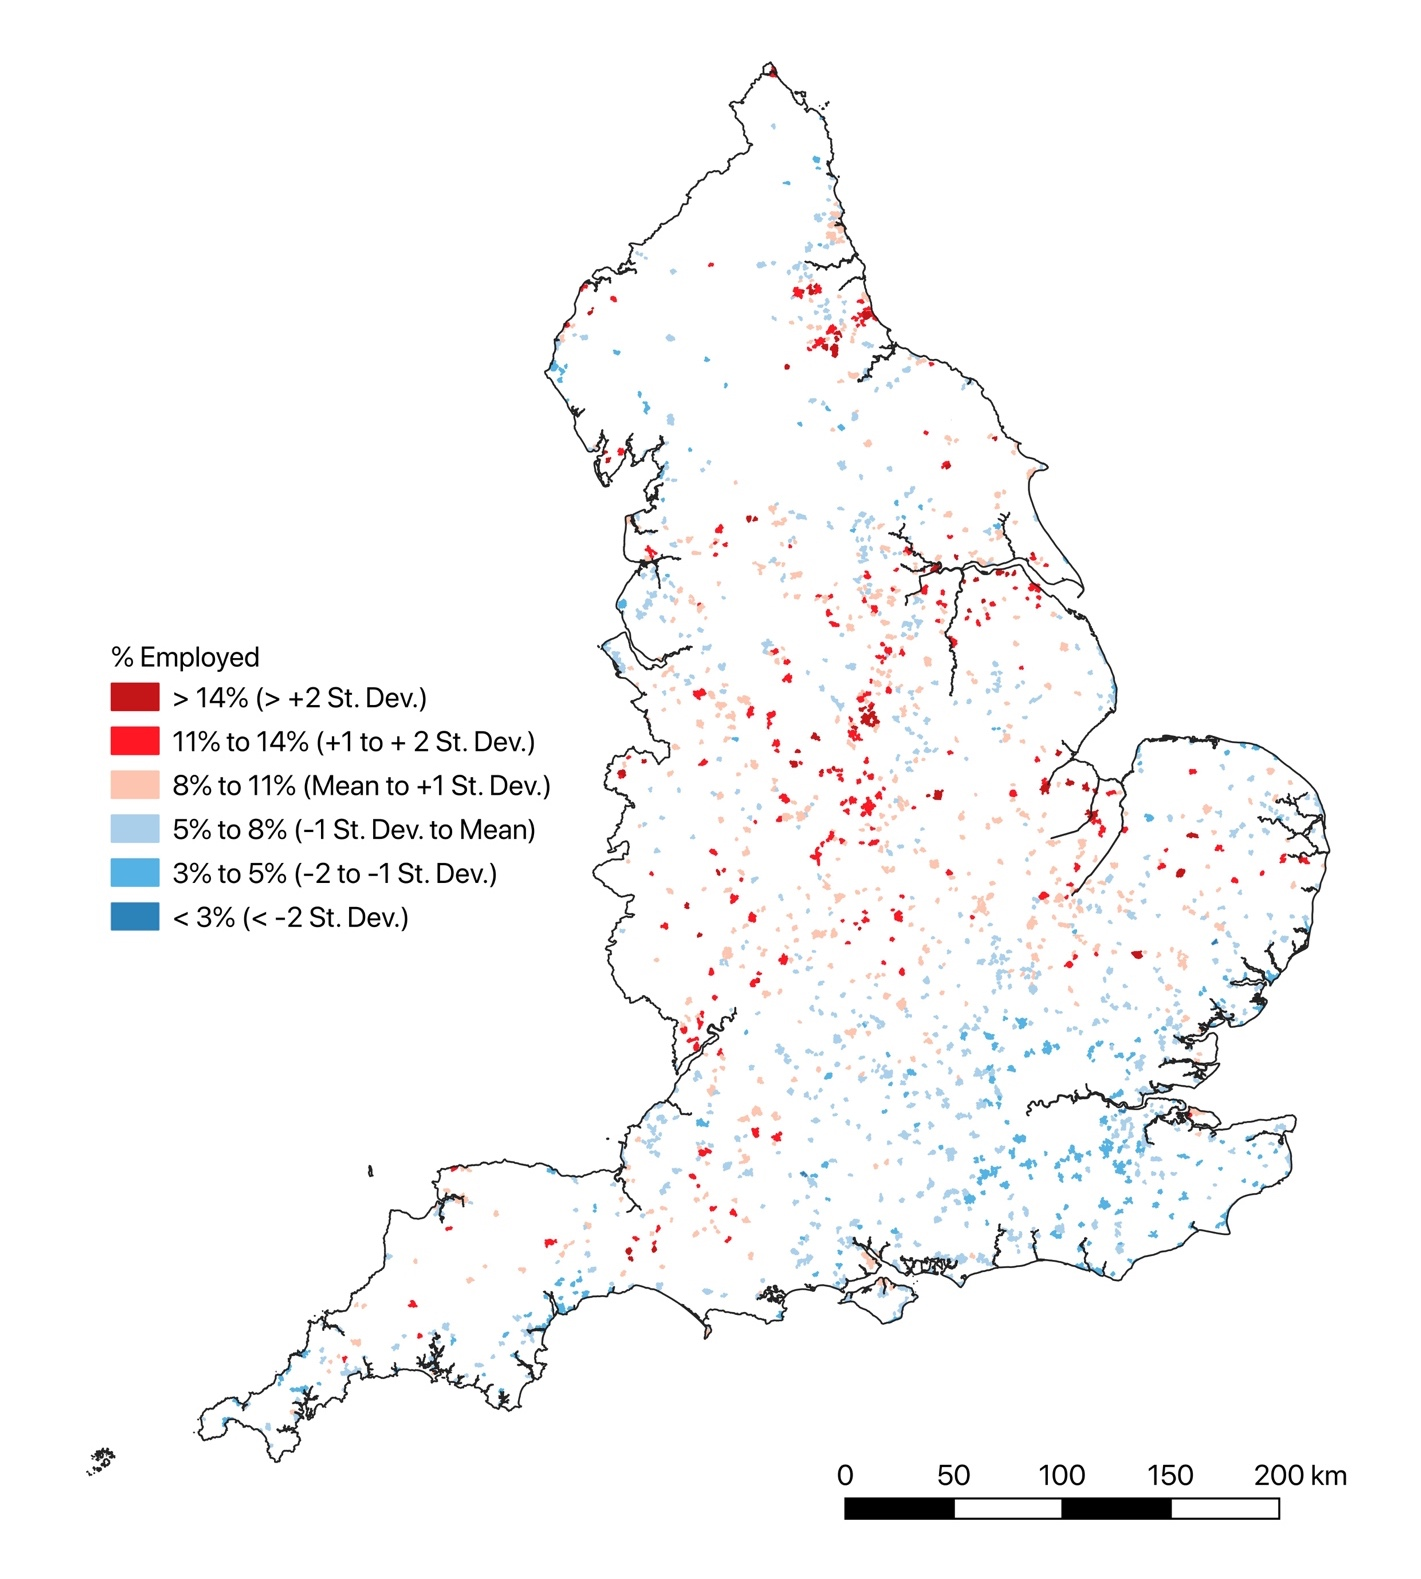 % Employed
> 14% (> +2 St. Dev.)
11% to 14% (+1 to + 2 St. Dev.)
8% to 11% (Mean to +1 St. Dev.)
5% to 8% (-1 St. Dev. to Mean)
3% to 5% (-2 to -1 St. Dev.)
< 3% (< -2 St. Dev.)
0 50 100 150 200 km